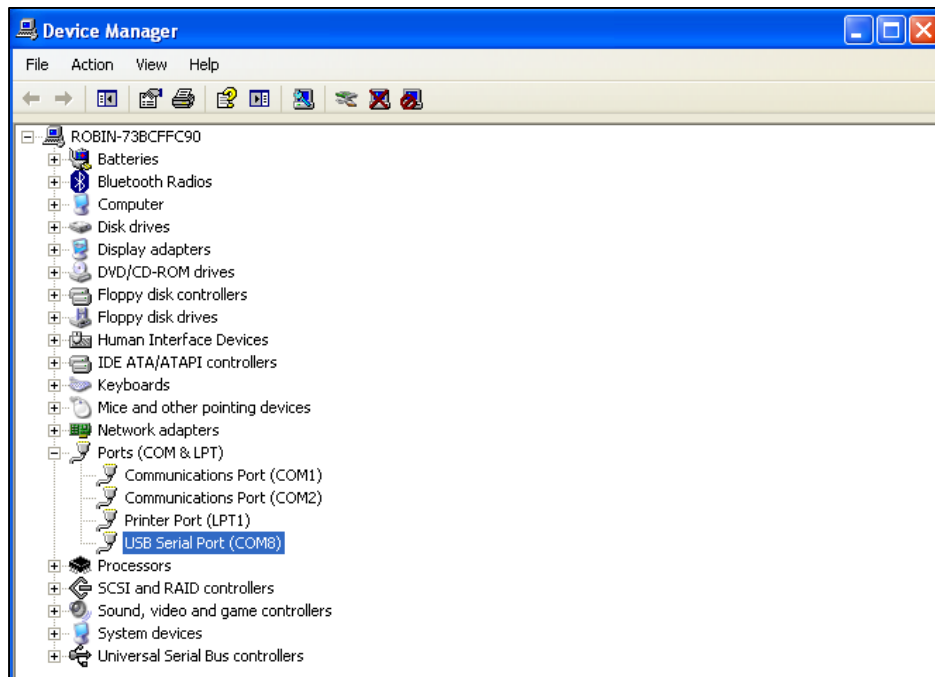 Device Manager
File Action View Help
ROBIN-73BCFFC90
Batteries
Bluetooth Radios
Computer
Disk drives
Display adapters
DVD/CD-ROM drives
Floppy disk controllers
Floppy disk drives
Human Interface Devices
IDE ATA/ATAPI controllers
Keyboards
Mice and other pointing devices
Network adapters
Ports (COM & LPT)
Communications Port (COM1)
Communications Port (COM2)
Printer Port (LPT1)
USB Serial Port (COM8)
Processors
SCSI and RAID controllers
Sound, video and game controllers
System devices
Universal Serial Bus controllers